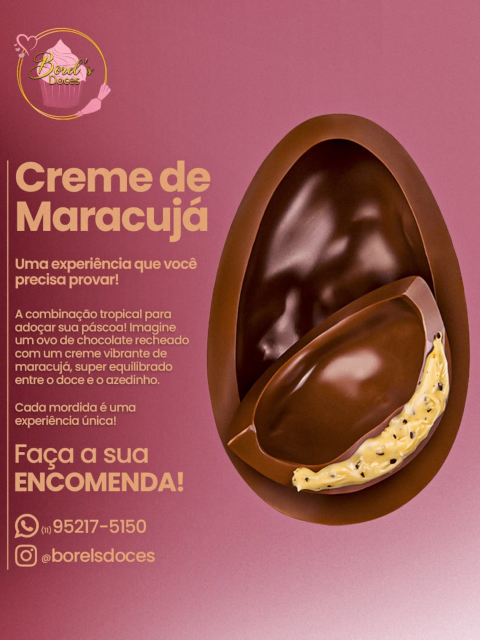 Borel's
Doces
Creme de
Maracujá
Uma experiência que você
precisa provar!
A combinação tropical para
adoçar sua páscoa! Imagine
um ovo de chocolate recheado
com um creme vibrante de
maracujá, super equilibrado
entre o doce e o azedinho.
Cada mordida é uma
experiência única!
Faça a sua
ENCOMENDA!
(11) 95217-5150
@borelsdoces